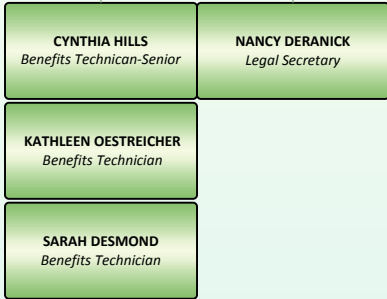 CYNTHIA HILLS
Benefits Technican-Senior
NANCY DERANICK
Legal Secretary
KATHLEEN OESTREICHER
Benefits Technician
SARAH DESMOND
Benefits Technician